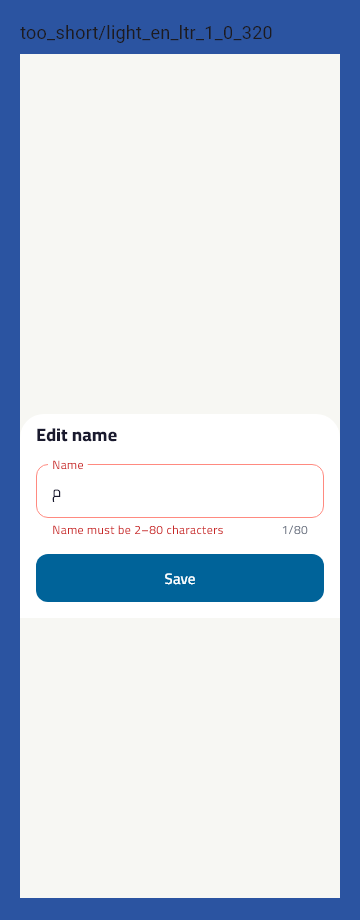 too_short/light_en_ltr_1_0_320
Edit name
Name
م
Name must be 2–80 characters
1/80
Save